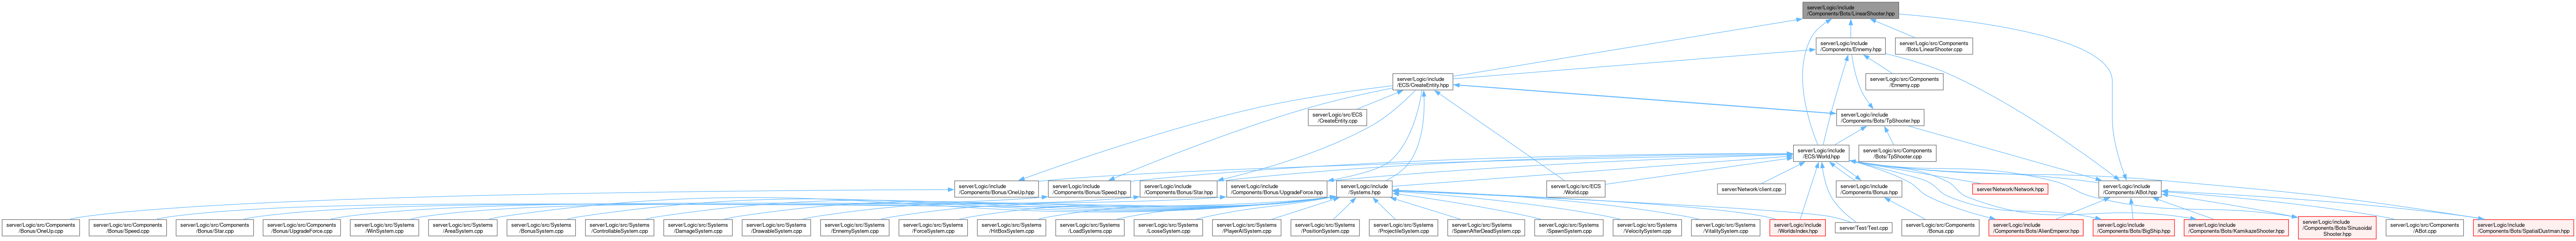 server/Logic/include
/Components/Bots/LinearShooter.hpp
server/Logic/include
/Components/Ennemy.hpp
server/Logic/src/Components
/Bots/LinearShooter.cpp
server/Logic/include
/ECS/CreateEntity.hpp
server/Logic/src/Components
/Ennemy.cpp
server/Logic/src/ECS
/CreateEntity.cpp
server/Logic/include
/Components/Bots/TpShooter.hpp
server/Logic/include
/ECS/World.hpp
server/Logic/src/Components
/Bots/TpShooter.cpp
server/Logic/include
/Components/Bonus/OneUp.hpp
server/Logic/include
/Components/Bonus/Speed.hpp
server/Logic/include
/Components/Bonus/Star.hpp
server/Logic/include
/Components/Bonus/UpgradeForce.hpp
server/Logic/include
/Systems.hpp
server/Logic/src/ECS
/World.cpp
server/Network/client.cpp
server/Logic/include
/Components/Bonus.hpp
server/Network/Network.hpp
server/Logic/include
/Components/ABot.hpp
server/Logic/src/Components
/Bonus/OneUp.cpp
server/Logic/src/Components
/Bonus/Speed.cpp
server/Logic/src/Components
/Bonus/Star.cpp
server/Logic/src/Components
/Bonus/UpgradeForce.cpp
server/Logic/src/Systems
/WinSystem.cpp
server/Logic/src/Systems
/AreaSystem.cpp
server/Logic/src/Systems
/BonusSystem.cpp
server/Logic/src/Systems
/ControllableSystem.cpp
server/Logic/src/Systems
/DamageSystem.cpp
server/Logic/src/Systems
/DrawableSystem.cpp
server/Logic/src/Systems
/EnnemySystem.cpp
server/Logic/src/Systems
/ForceSystem.cpp
server/Logic/src/Systems
/HitBoxSystem.cpp
server/Logic/src/Systems
/LoadSystems.cpp
server/Logic/src/Systems
/LooseSystem.cpp
server/Logic/src/Systems
/PlayerAISystem.cpp
server/Logic/src/Systems
/PositionSystem.cpp
server/Logic/src/Systems
/ProjectileSystem.cpp
server/Logic/src/Systems
/SpawnAfterDeadSystem.cpp
server/Logic/src/Systems
/SpawnSystem.cpp
server/Logic/src/Systems
/VelocitySystem.cpp
server/Logic/src/Systems
/VitalitySystem.cpp
server/Logic/include
/WorldsIndex.hpp
server/Test/Test.cpp
server/Logic/src/Components
/Bonus.cpp
server/Logic/include
/Components/Bots/AlienEmperor.hpp
server/Logic/include
/Components/Bots/BigShip.hpp
server/Logic/include
/Components/Bots/KamikazeShooter.hpp
server/Logic/include
/Components/Bots/Sinusoidal
Shooter.hpp
server/Logic/src/Components
/ABot.cpp
server/Logic/include
/Components/Bots/SpatialDustman.hpp